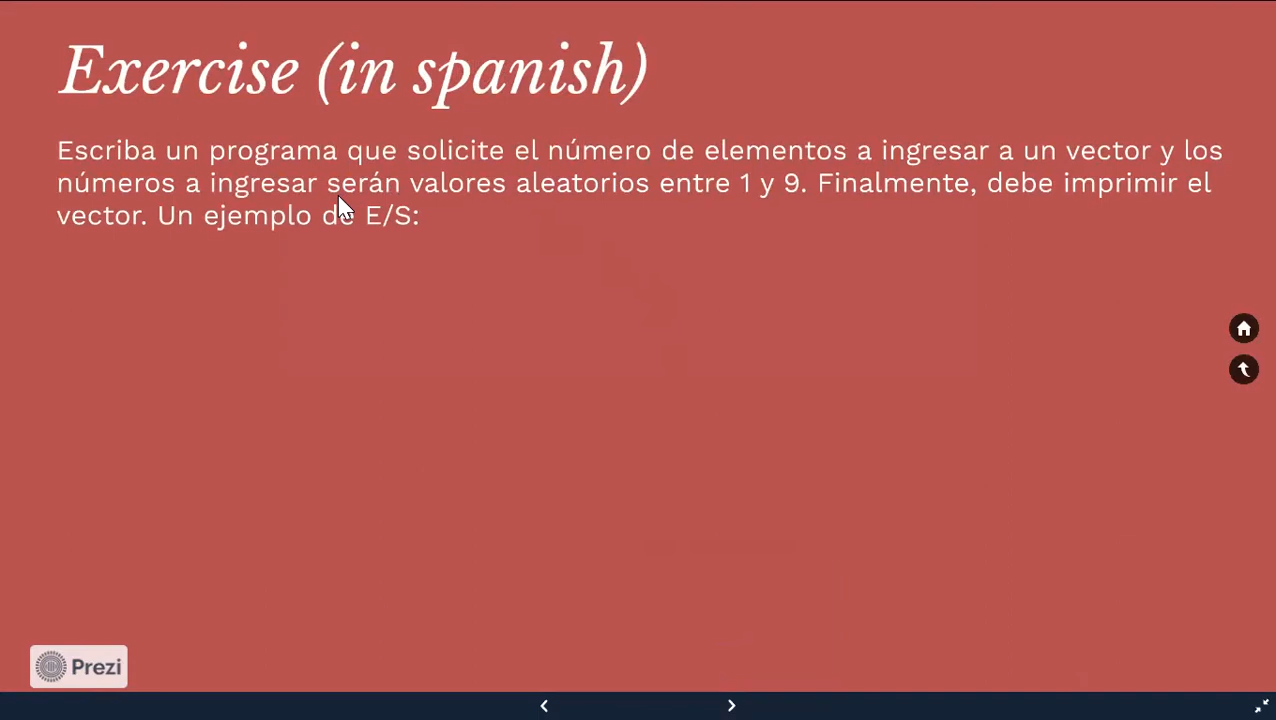 Exercise (in spanish)
Escriba un programa que solicite el número de elementos a ingresar a un vector y los
números a ingresar serán valores aleatorios entre 1 y 9. Finalmente, debe imprimir el
vector. Un ejemplo de E/S:
Prezi